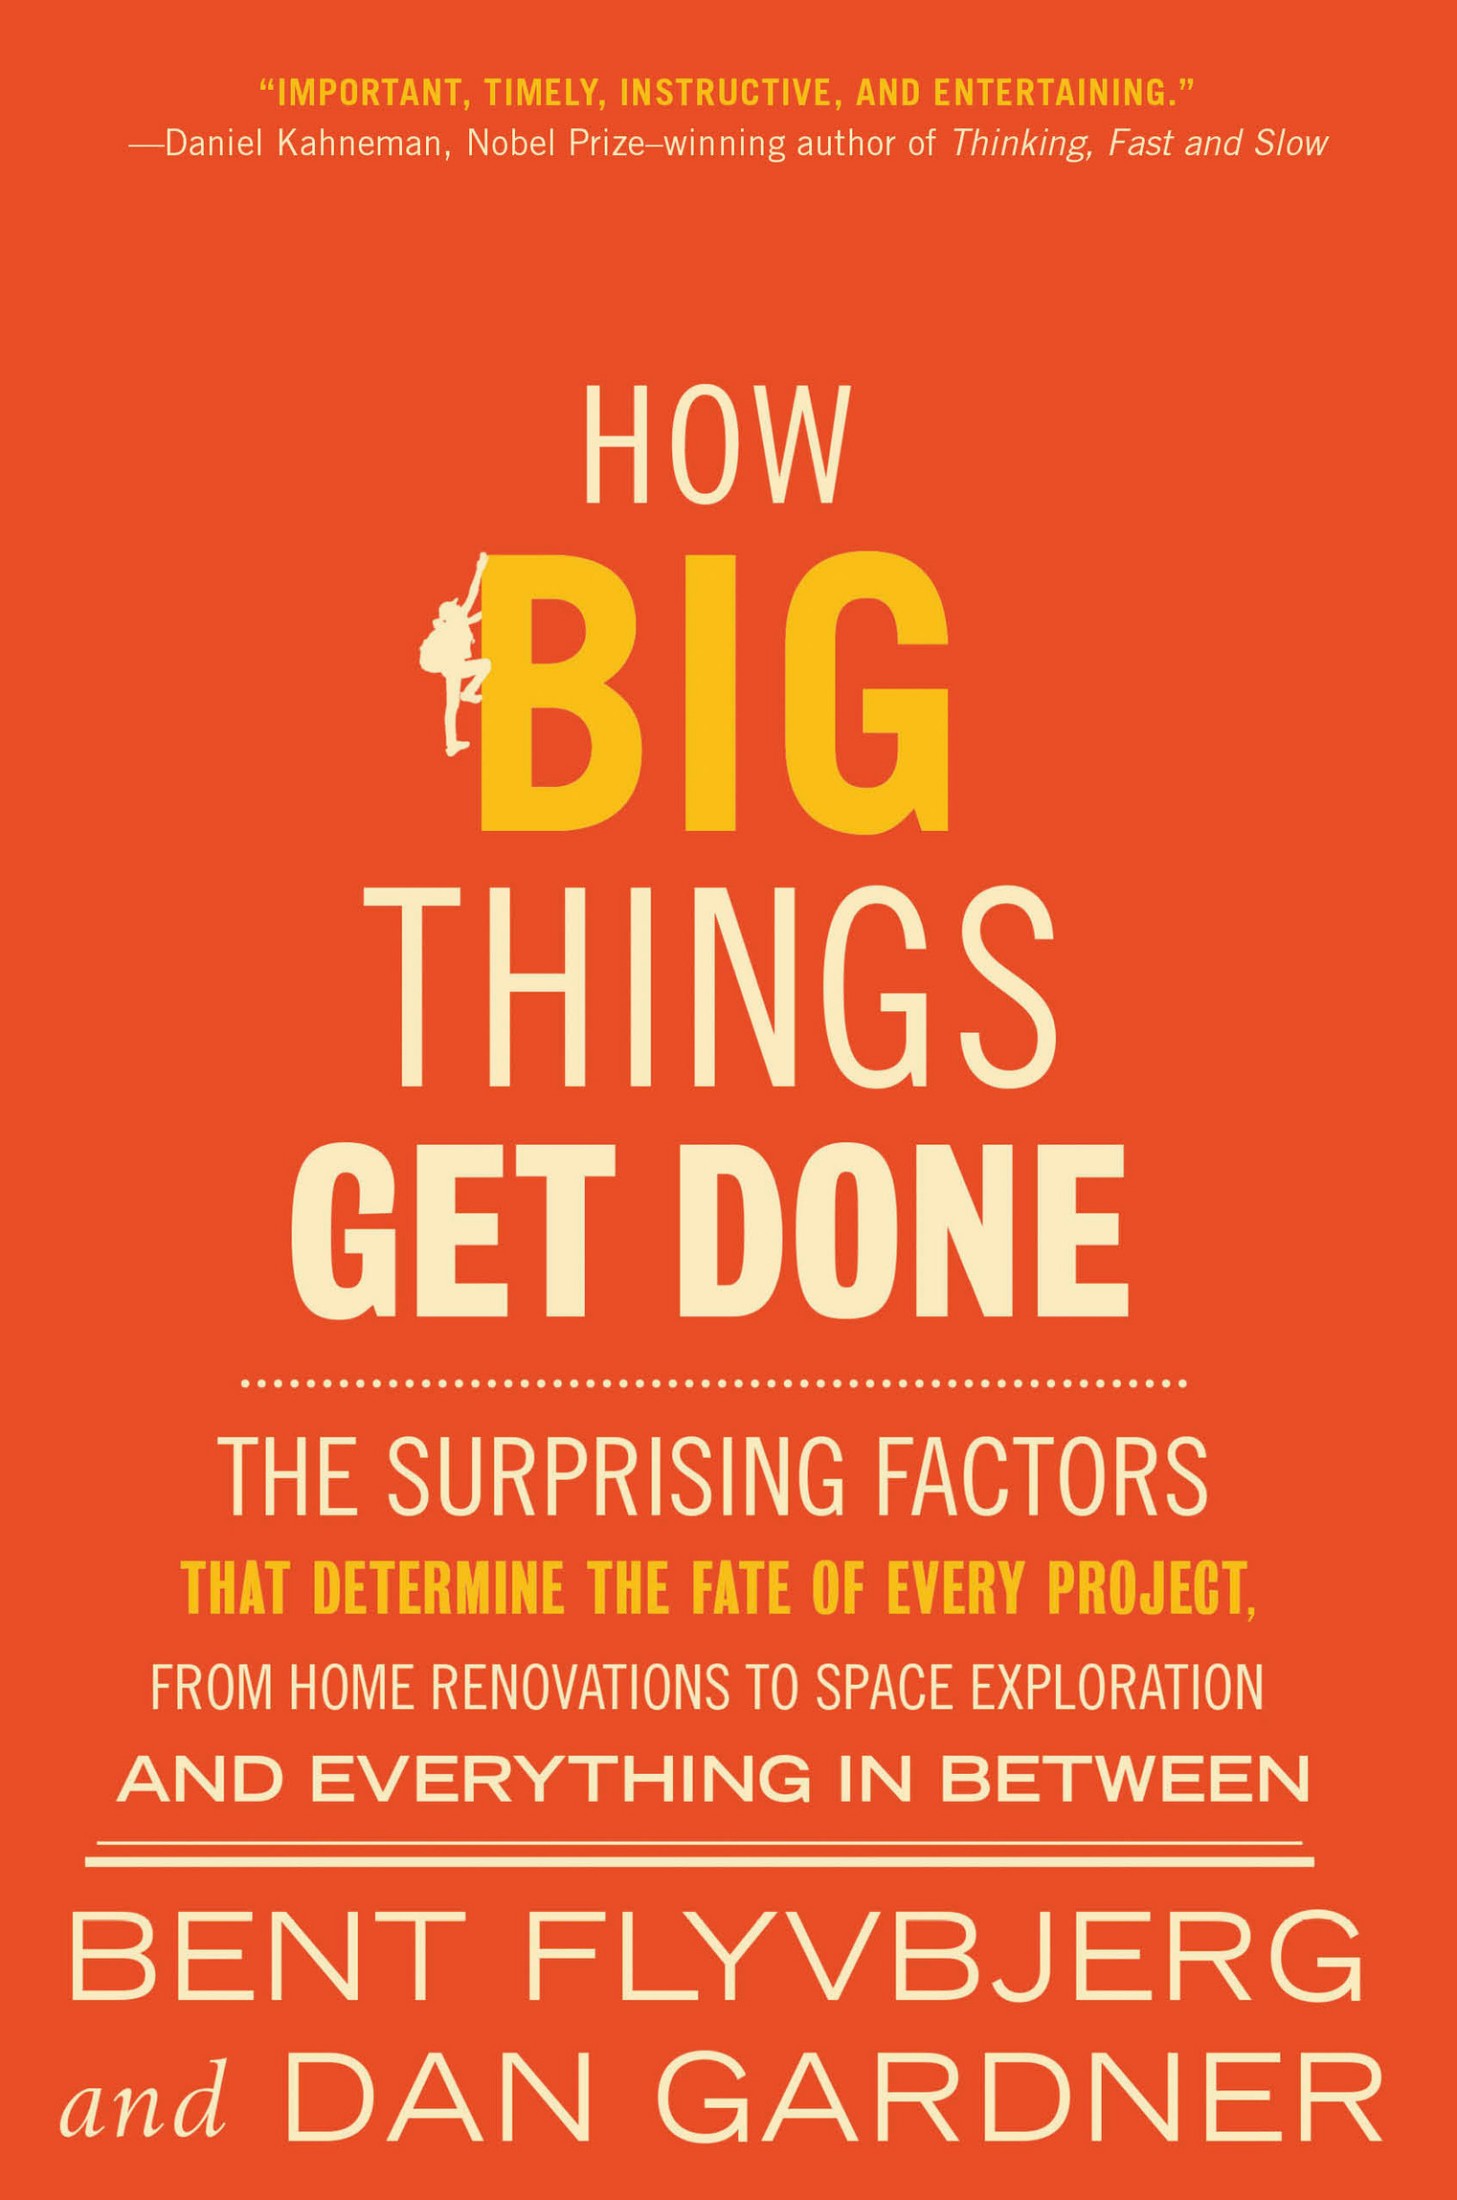 “IMPORTANT, TIMELY, INSTRUCTIVE, AND ENTERTAINING.”
—Daniel Kahneman, Nobel Prize–winning author of Thinking, Fast and Slow
HOW
BIG
THINGS
GET DONE
THE SURPRISING FACTORS
THAT DETERMINE THE FATE OF EVERY PROJECT,
FROM HOME RENOVATIONS TO SPACE EXPLORATION
AND EVERYTHING IN BETWEEN
BENT FLYVBJERG
and DAN GARDNER